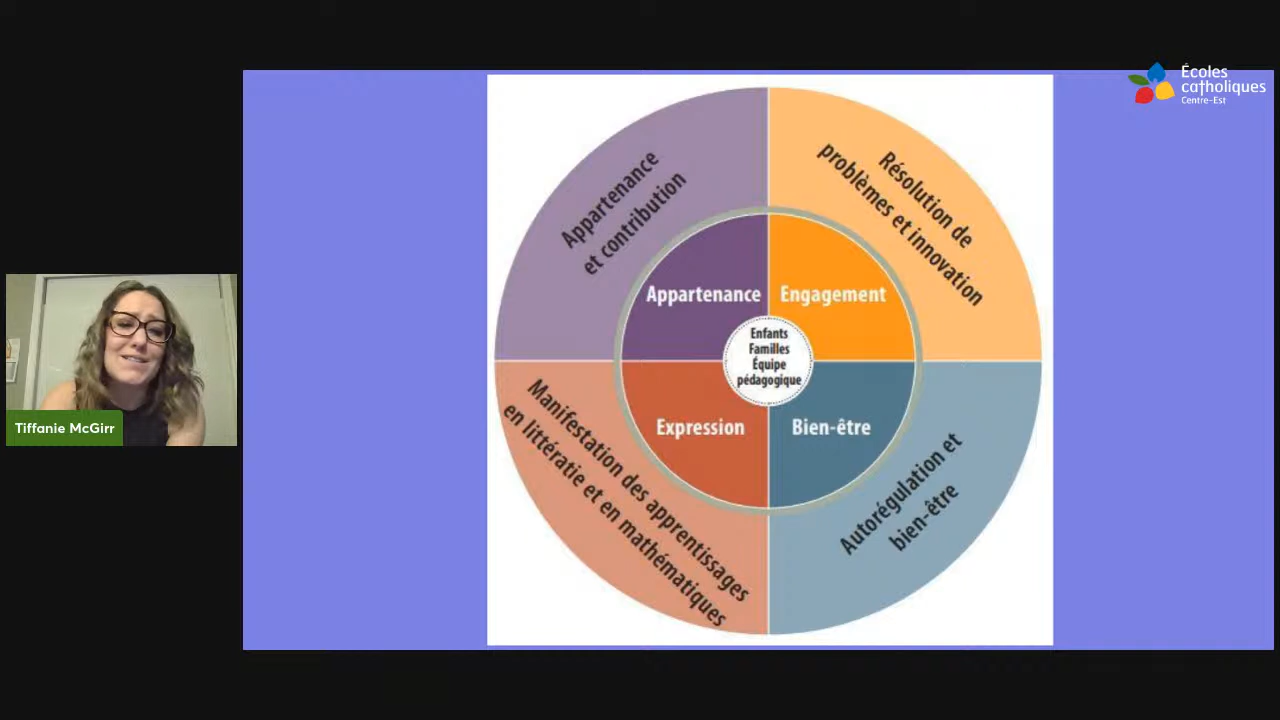 Écoles
catholiques
Centre-Est
Appartenance
et contribution
Résolution de
problèmes et innovation
Appartenance
Engagement
Enfants
Familles
Équipe
pédagogique
Expression
Bien-être
Manifestation des apprentissages
en littératie et en mathématiques
Autorégulation et
bien-être
Tiffanie McGirr